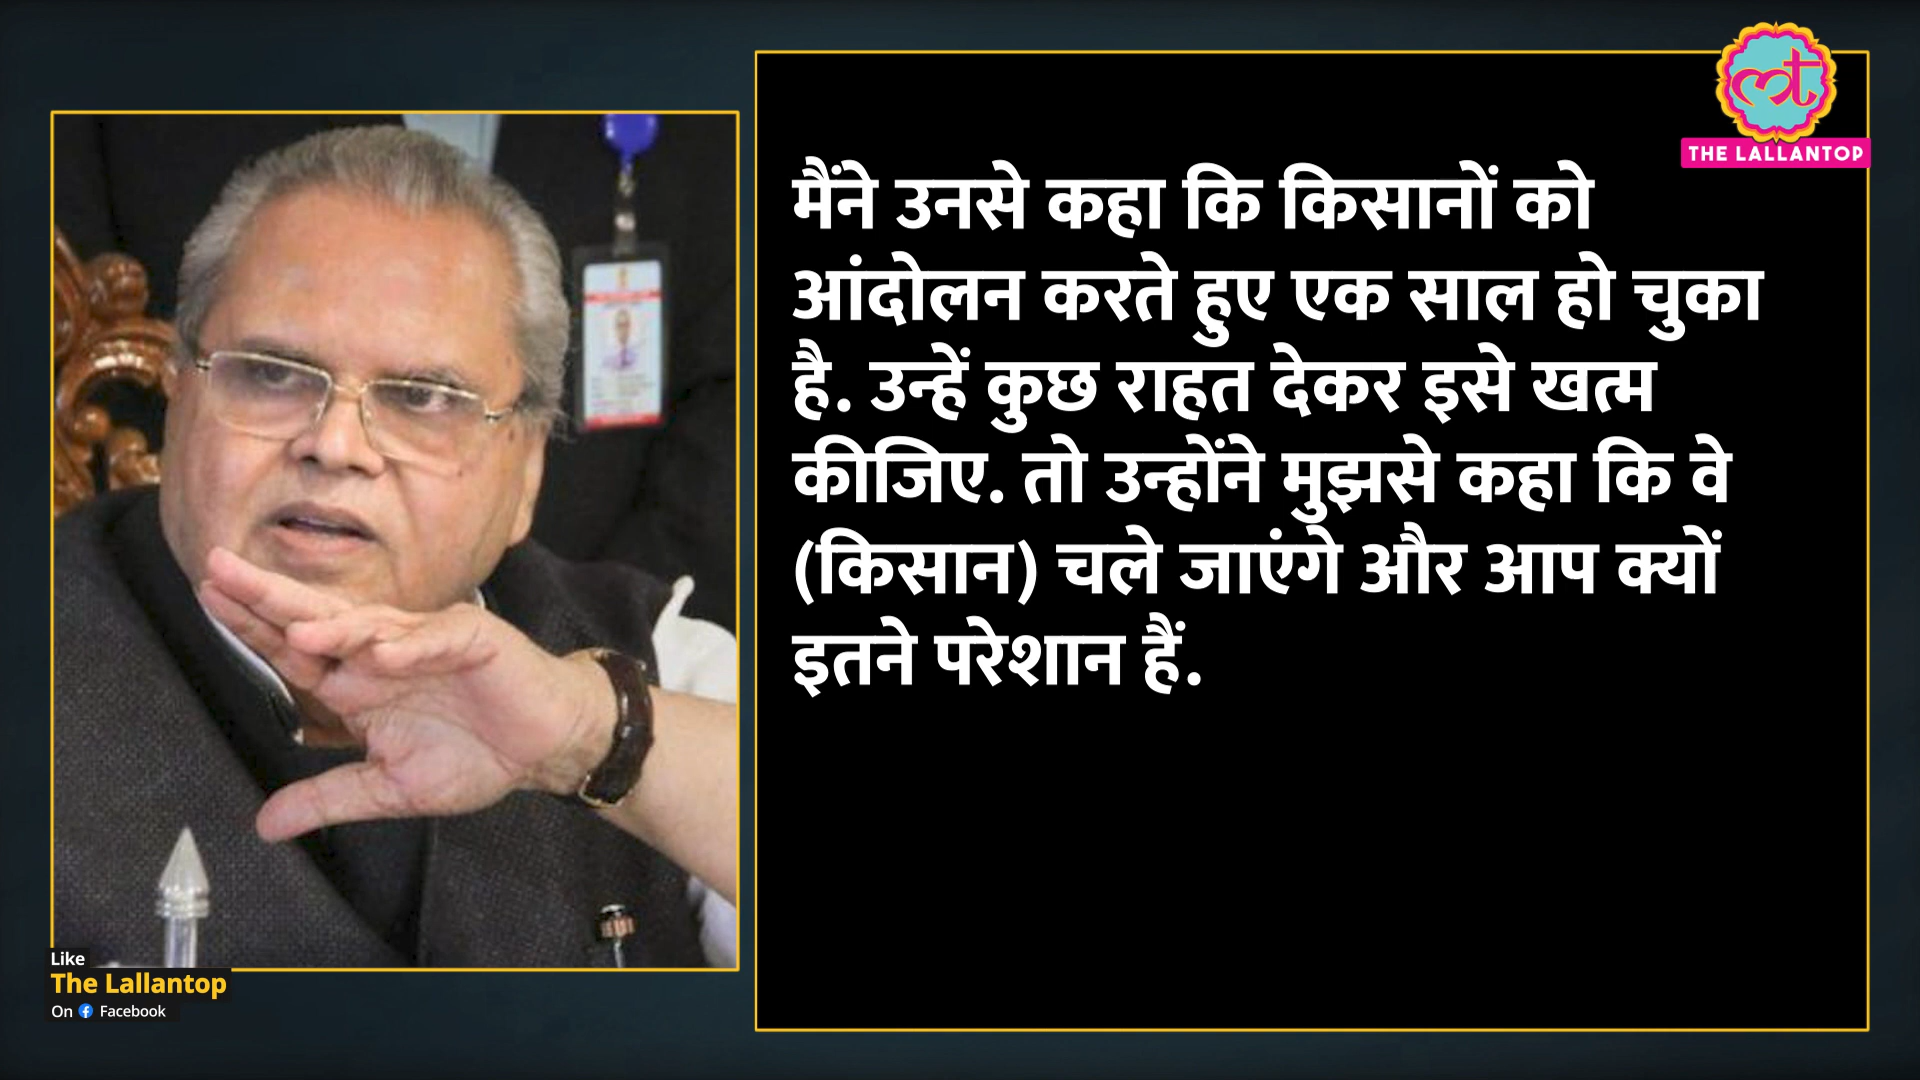 THE LALLANTOP
मैंने उनसे कहा कि किसानों को
आंदोलन करते हुए एक साल हो चुका
है. उन्हें कुछ राहत देकर इसे खत्म
कीजिए. तो उन्होंने मुझसे कहा कि वे
(किसान) चले जाएंगे और आप क्यों
इतने परेशान हैं.
Like
The Lallantop
On Facebook